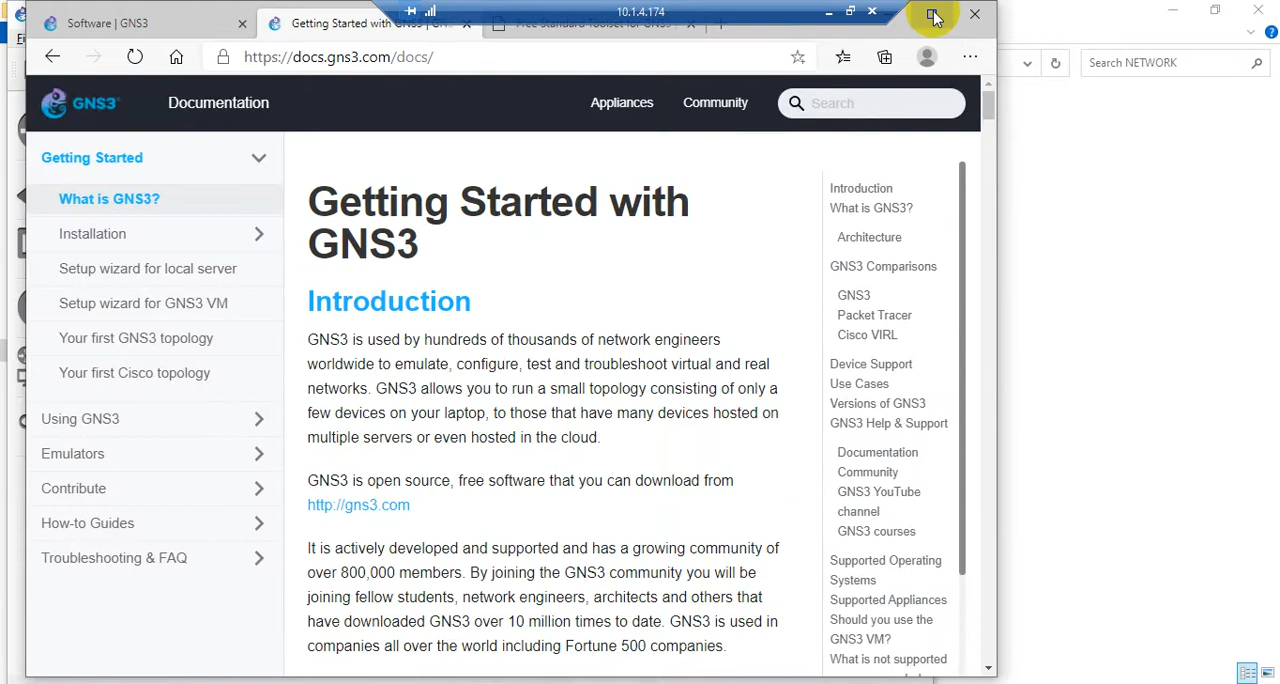 Software | GNS3
Getting Started with GNS3 | GN
10.1.4.174
Free Standard Toolset for GNS3
https://docs.gns3.com/docs/
Search NETWORK
GNS3
Documentation
Appliances
Community
Search
Getting Started
What is GNS3?
Installation
Setup wizard for local server
Setup wizard for GNS3 VM
Your first GNS3 topology
Your first Cisco topology
Using GNS3
Emulators
Contribute
How-to Guides
Troubleshooting & FAQ
Getting Started with
GNS3
Introduction
GNS3 is used by hundreds of thousands of network engineers
worldwide to emulate, configure, test and troubleshoot virtual and real
networks. GNS3 allows you to run a small topology consisting of only a
few devices on your laptop, to those that have many devices hosted on
multiple servers or even hosted in the cloud.
GNS3 is open source, free software that you can download from
http://gns3.com
It is actively developed and supported and has a growing community of
over 800,000 members. By joining the GNS3 community you will be
joining fellow students, network engineers, architects and others that
have downloaded GNS3 over 10 million times to date. GNS3 is used in
companies all over the world including Fortune 500 companies.
Introduction
What is GNS3?
Architecture
GNS3 Comparisons
GNS3
Packet Tracer
Cisco VIRL
Device Support
Use Cases
Versions of GNS3
GNS3 Help & Support
Documentation
Community
GNS3 YouTube
channel
GNS3 courses
Supported Operating
Systems
Supported Appliances
Should you use the
GNS3 VM?
What is not supported